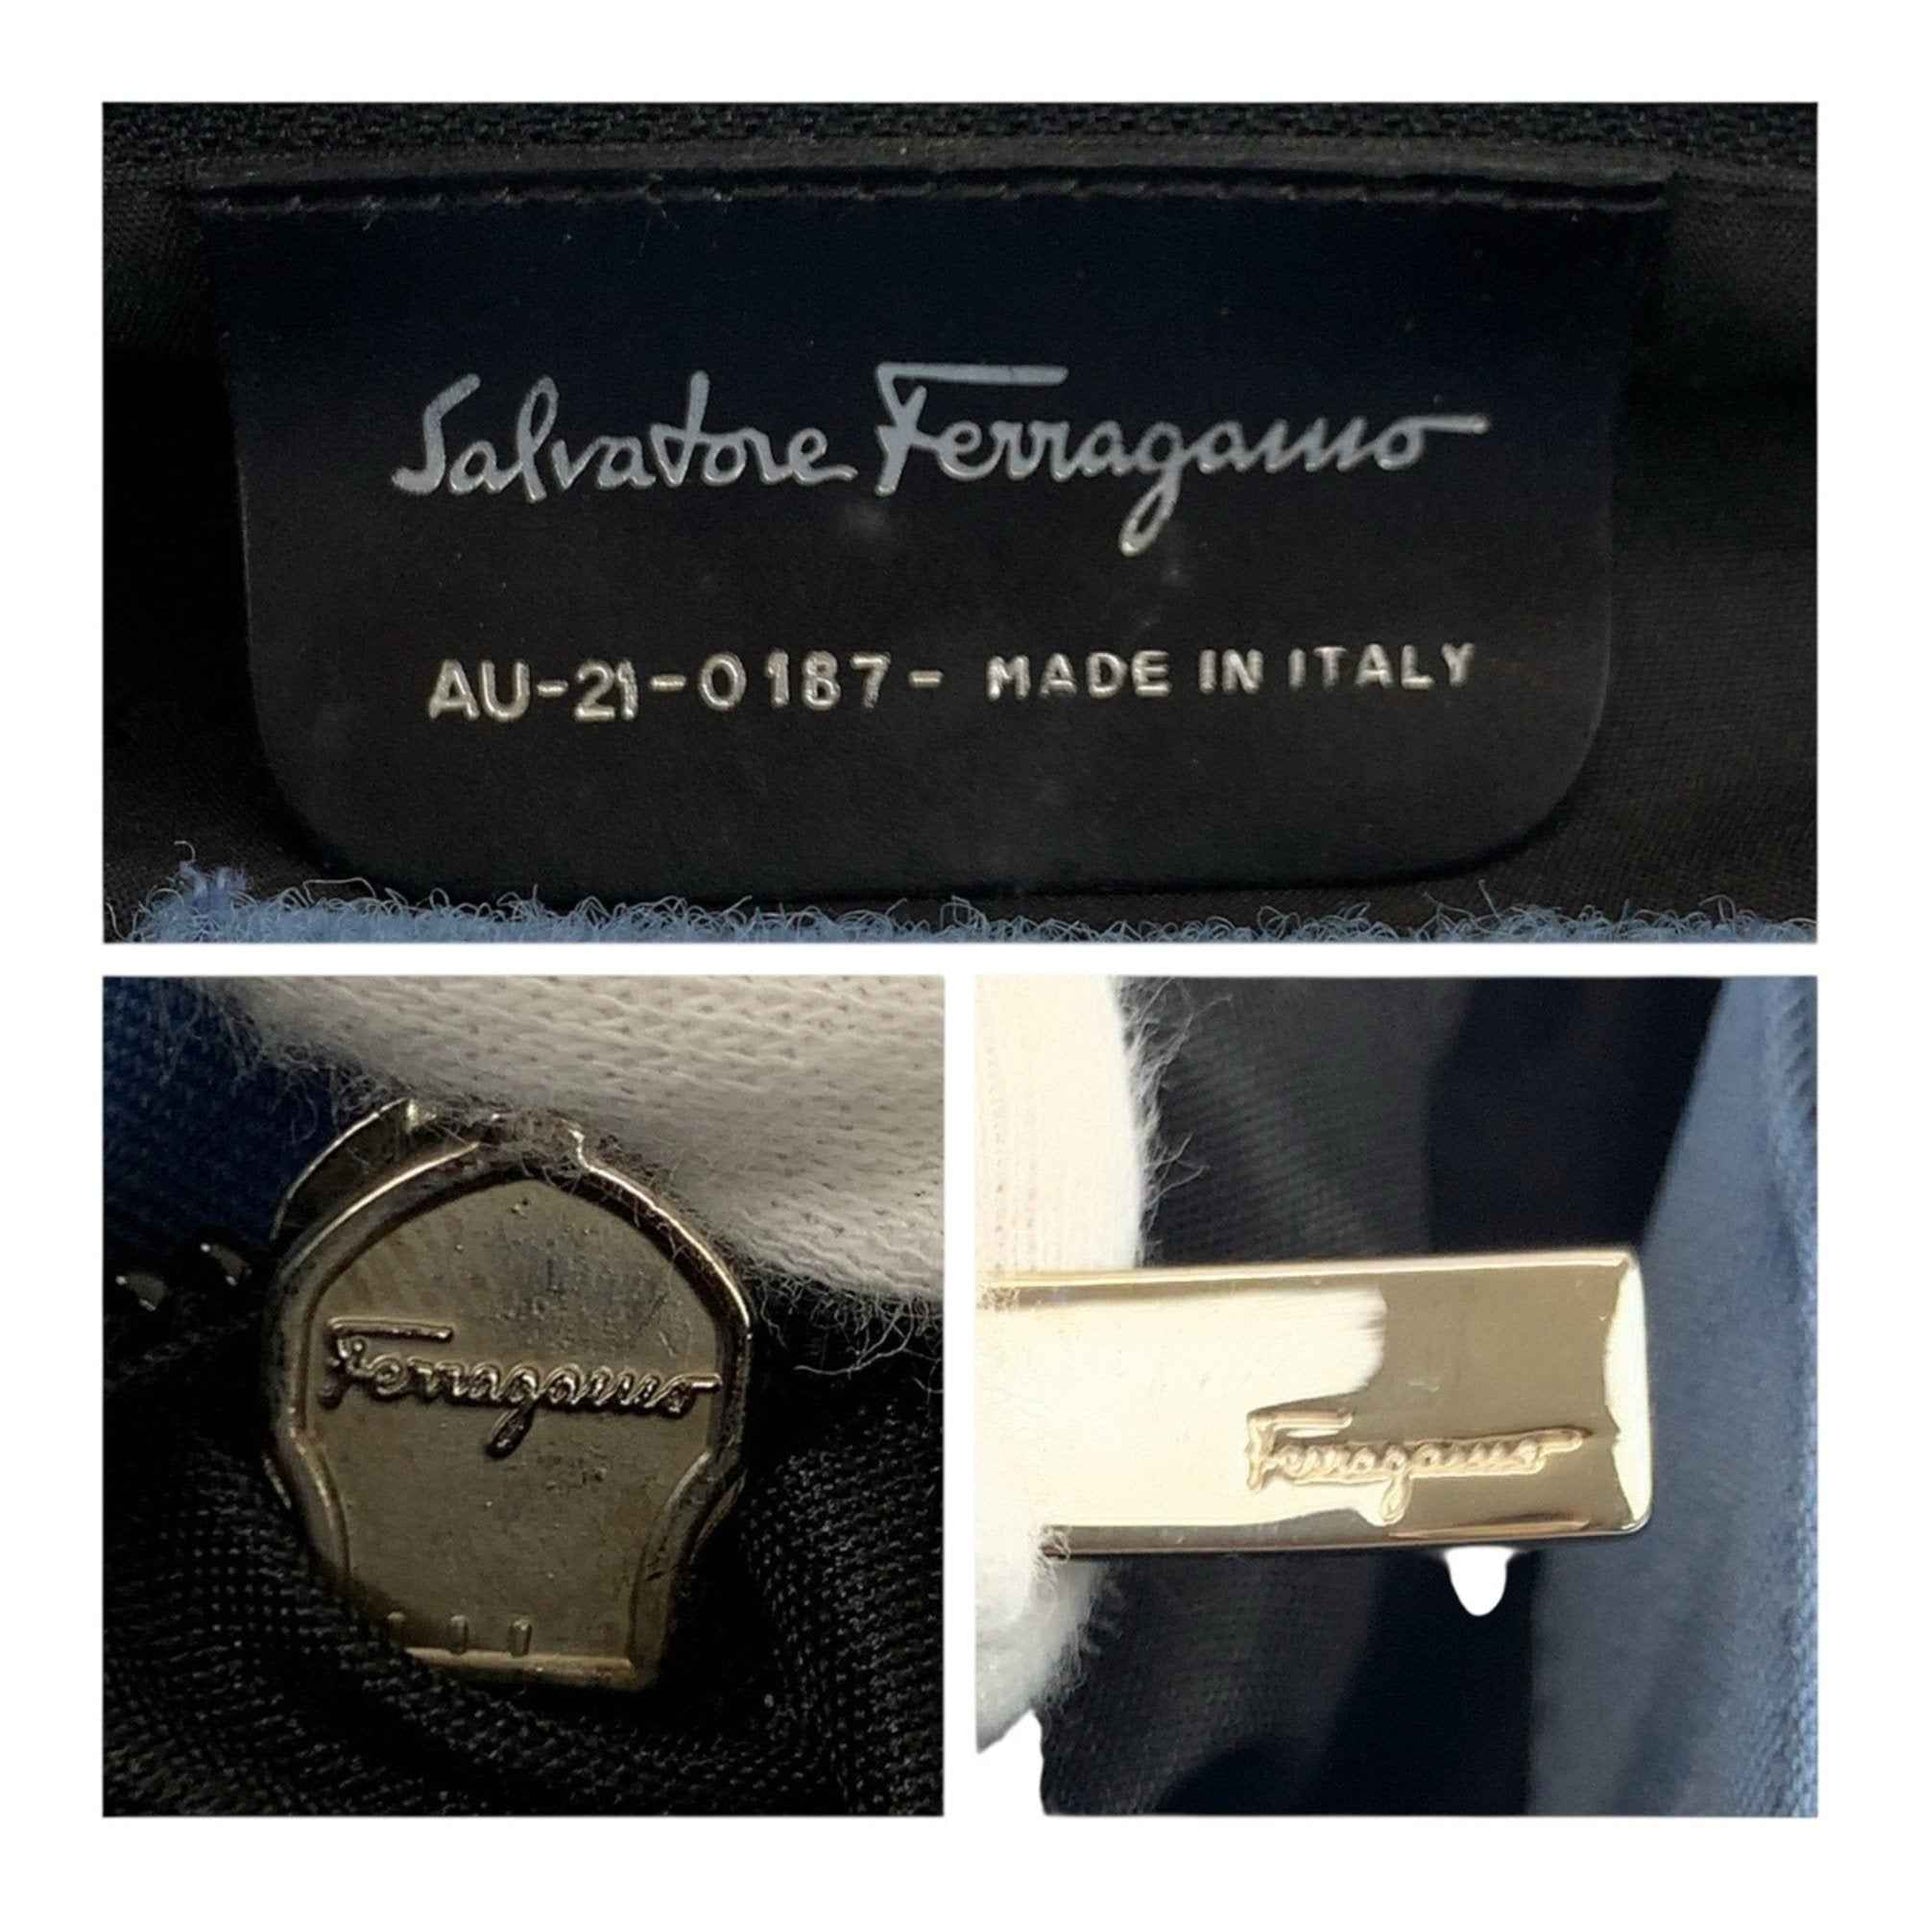 Salvatore Ferragamo
AU-21-0187- MADE IN ITALY
Ferragamo
Ferragamo